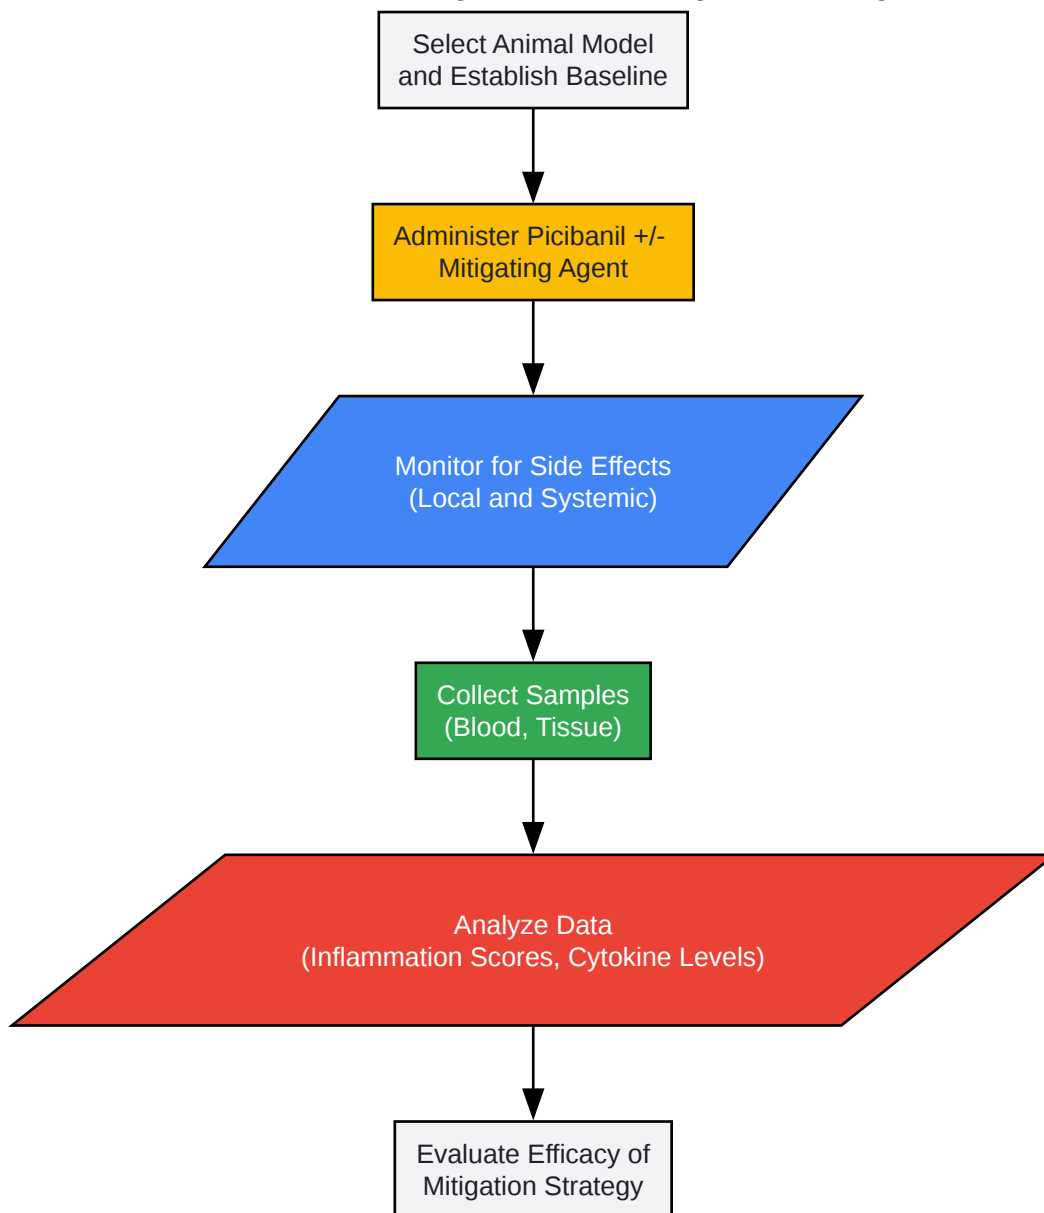 Select Animal Model
and Establish Baseline
Administer Picibanil +/-
Mitigating Agent
Monitor for Side Effects
(Local and Systemic)
Collect Samples
(Blood, Tissue)
Analyze Data
(Inflammation Scores, Cytokine Levels)
Evaluate Efficacy of
Mitigation Strategy